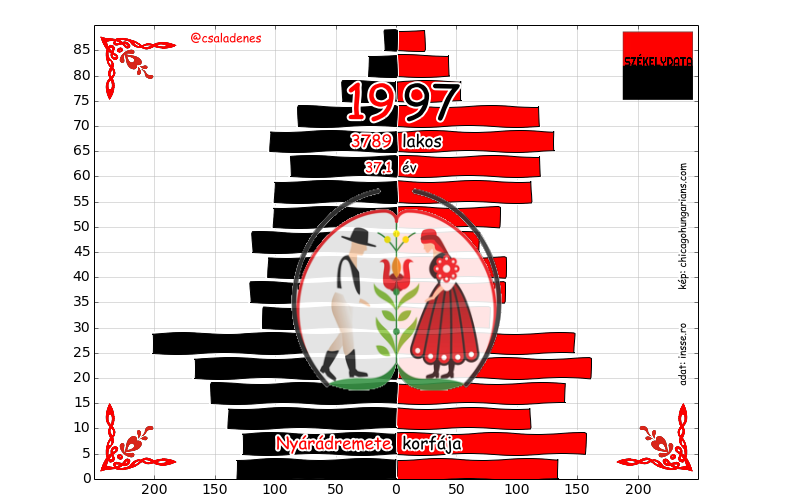 @csaladenes
SZÉKELYDATA
1997
3789 lakos
37.1 év
kép: chicagohungarians.com
adat: insse.ro
Nyárádremete korfája
85
80
75
70
65
60
55
50
45
40
35
30
25
20
15
10
5
0
200 150 100 50 0 50 100 150 200